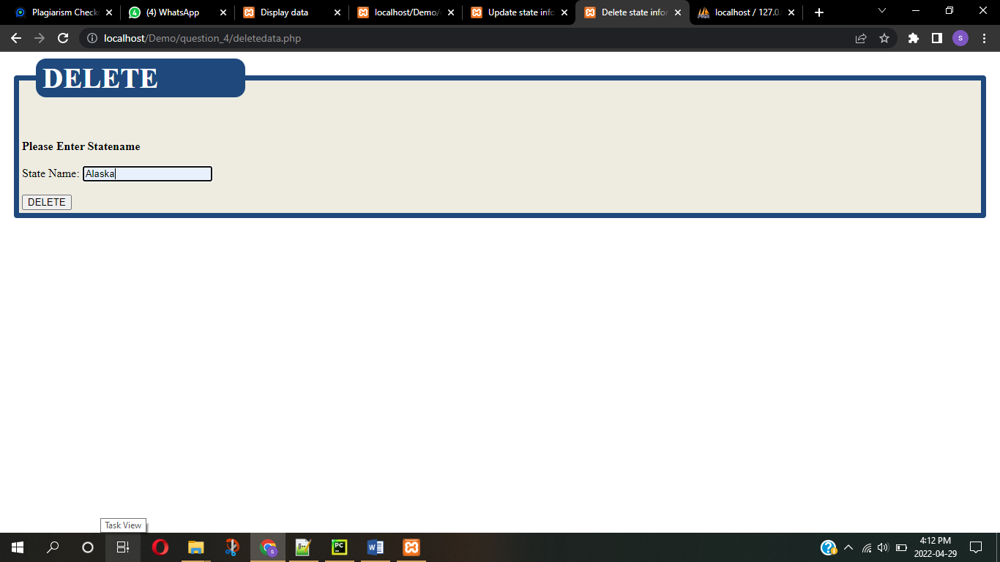 Plagiarism Check
(4) WhatsApp
Display data
localhost/Demo/
Update state info
Delete state infor
localhost / 127.0.
localhost/Demo/question_4/deletedata.php
S
DELETE
Please Enter Statename
State Name: Alaska
DELETE
Task View
4:12 PM
2022-04-29